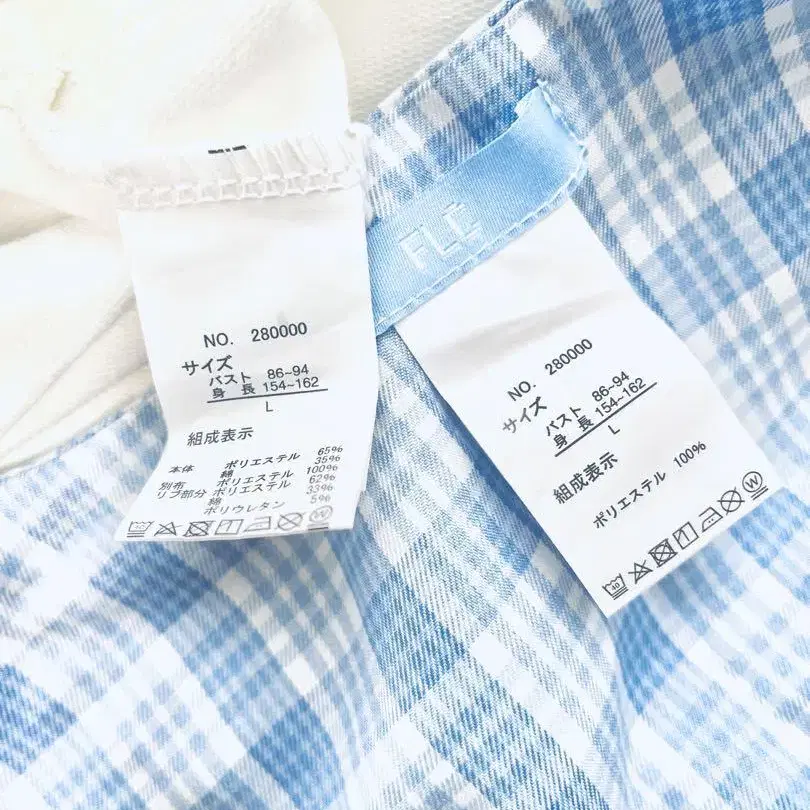 NO. 280000
サイズ
バスト 86~94
身 長 154~162
L
組成表示
本体 ポリエステル 65%
綿 35%
別布 ポリエステル 100%
リブ部分 ポリエステル 62%
綿 33%
ポリウレタン 5%
FLE
NO. 280000
サイズ
バスト 86~94
身 長 154~162
L
組成表示
ポリエステル 100%
40
W